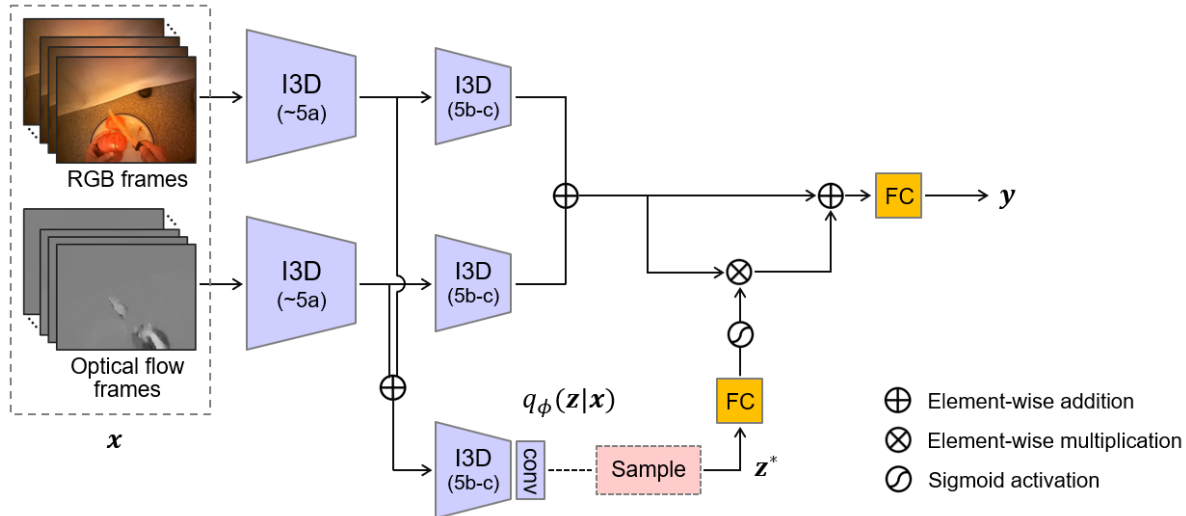 RGB frames
Optical flow
frames
x
I3D
(~5a)
I3D
(5b-c)
I3D
(~5a)
I3D
(5b-c)
FC
y
FC
qϕ(z|x)
I3D
(5b-c)
conv
Sample
z*
Element-wise addition
Element-wise multiplication
Sigmoid activation